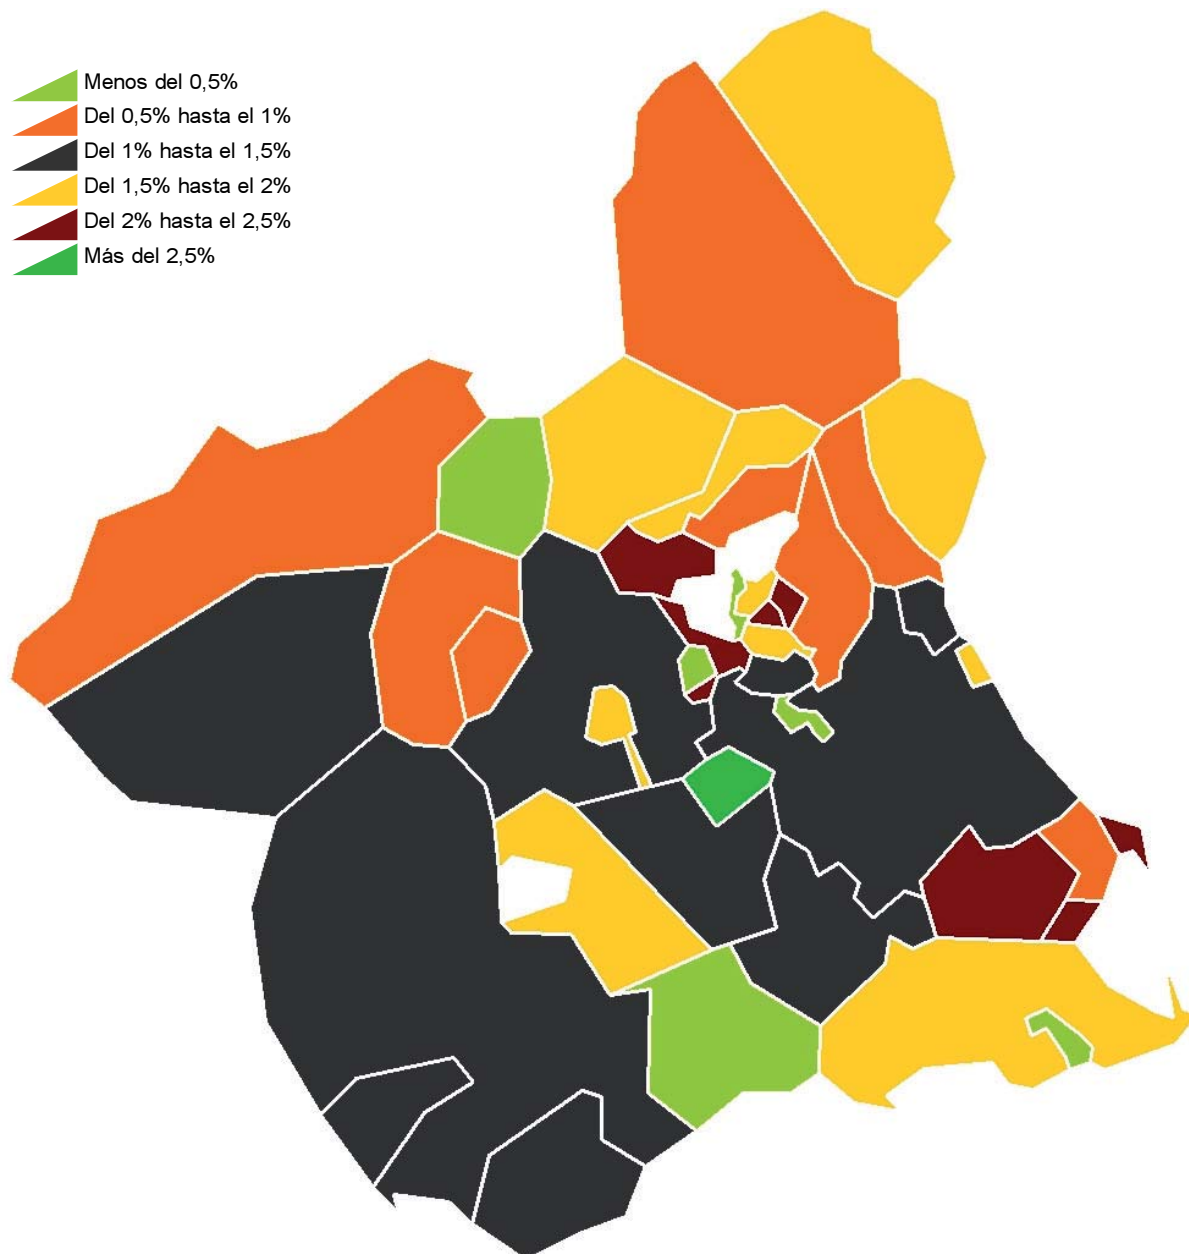 Menos del 0,5%
Del 0,5% hasta el 1%
Del 1% hasta el 1,5%
Del 1,5% hasta el 2%
Del 2% hasta el 2,5%
Más del 2,5%